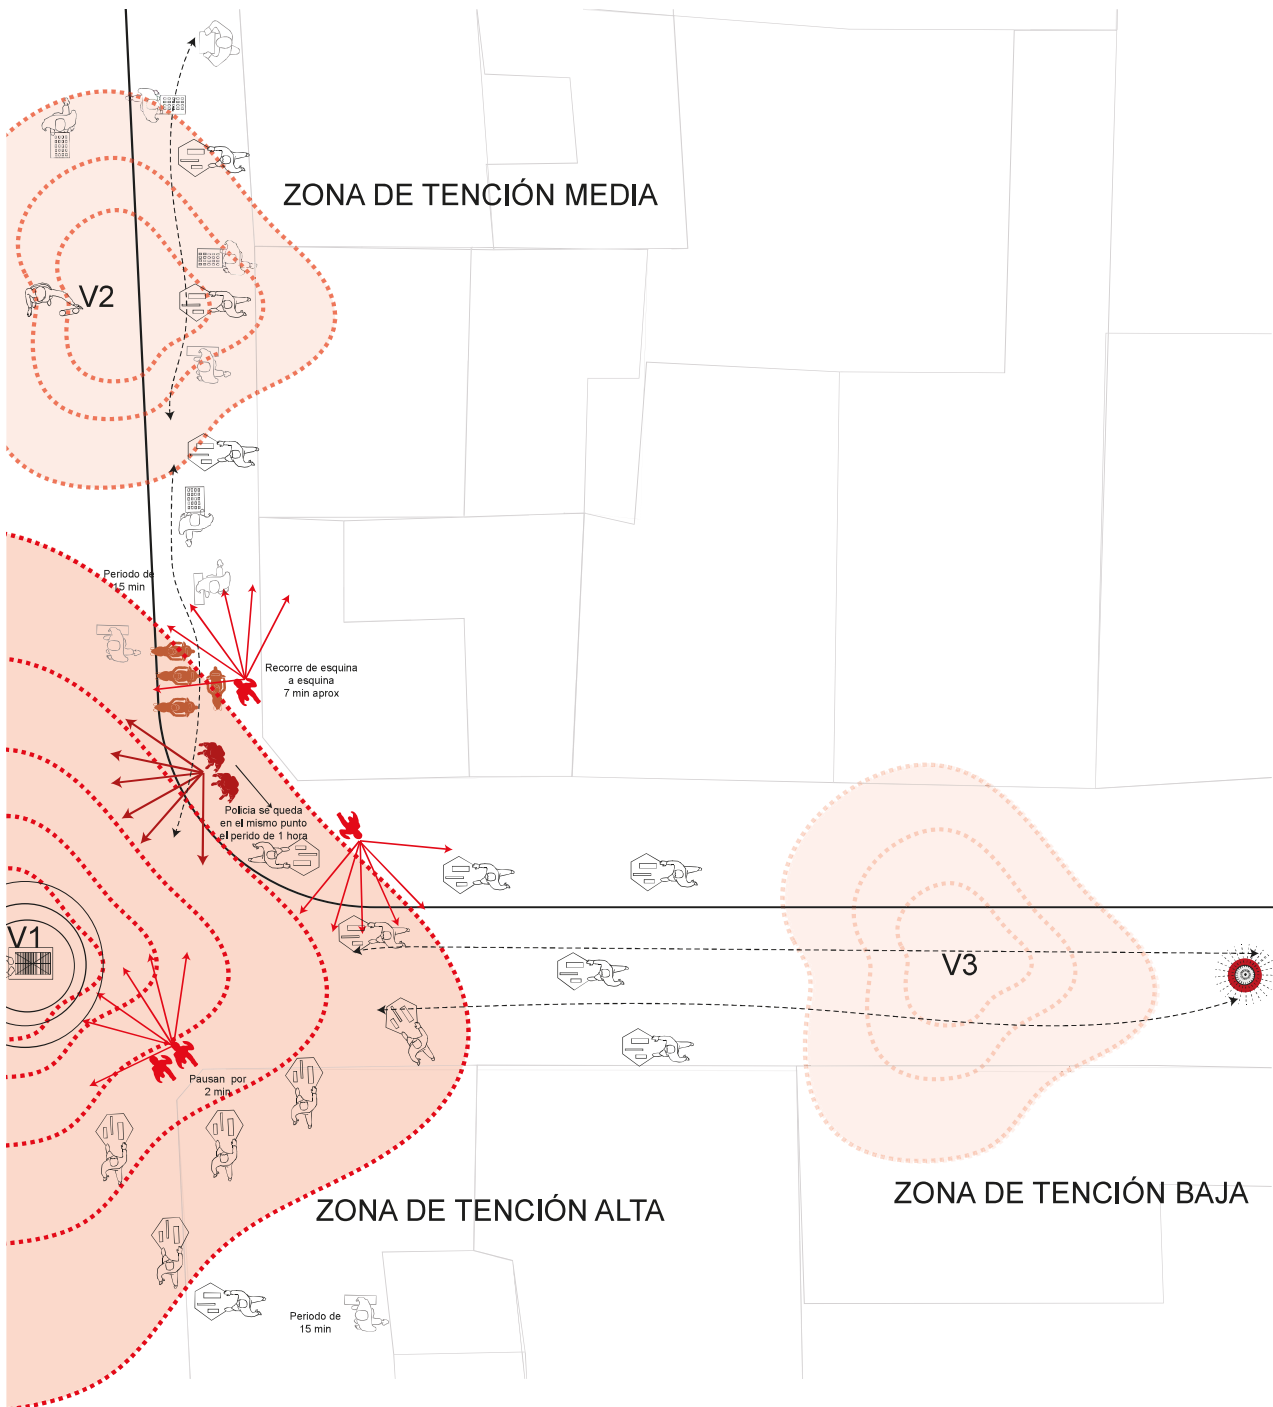 ZONA DE TENCIÓN MEDIA
V2
Periodo de
15 min
Recorre de esquina
a esquina
7 min aprox
Policia se queda
en el mismo punto
el perido de 1 hora
V1
V3
Pausan por
2 min
ZONA DE TENCIÓN ALTA
ZONA DE TENCIÓN BAJA
Periodo de
15 min